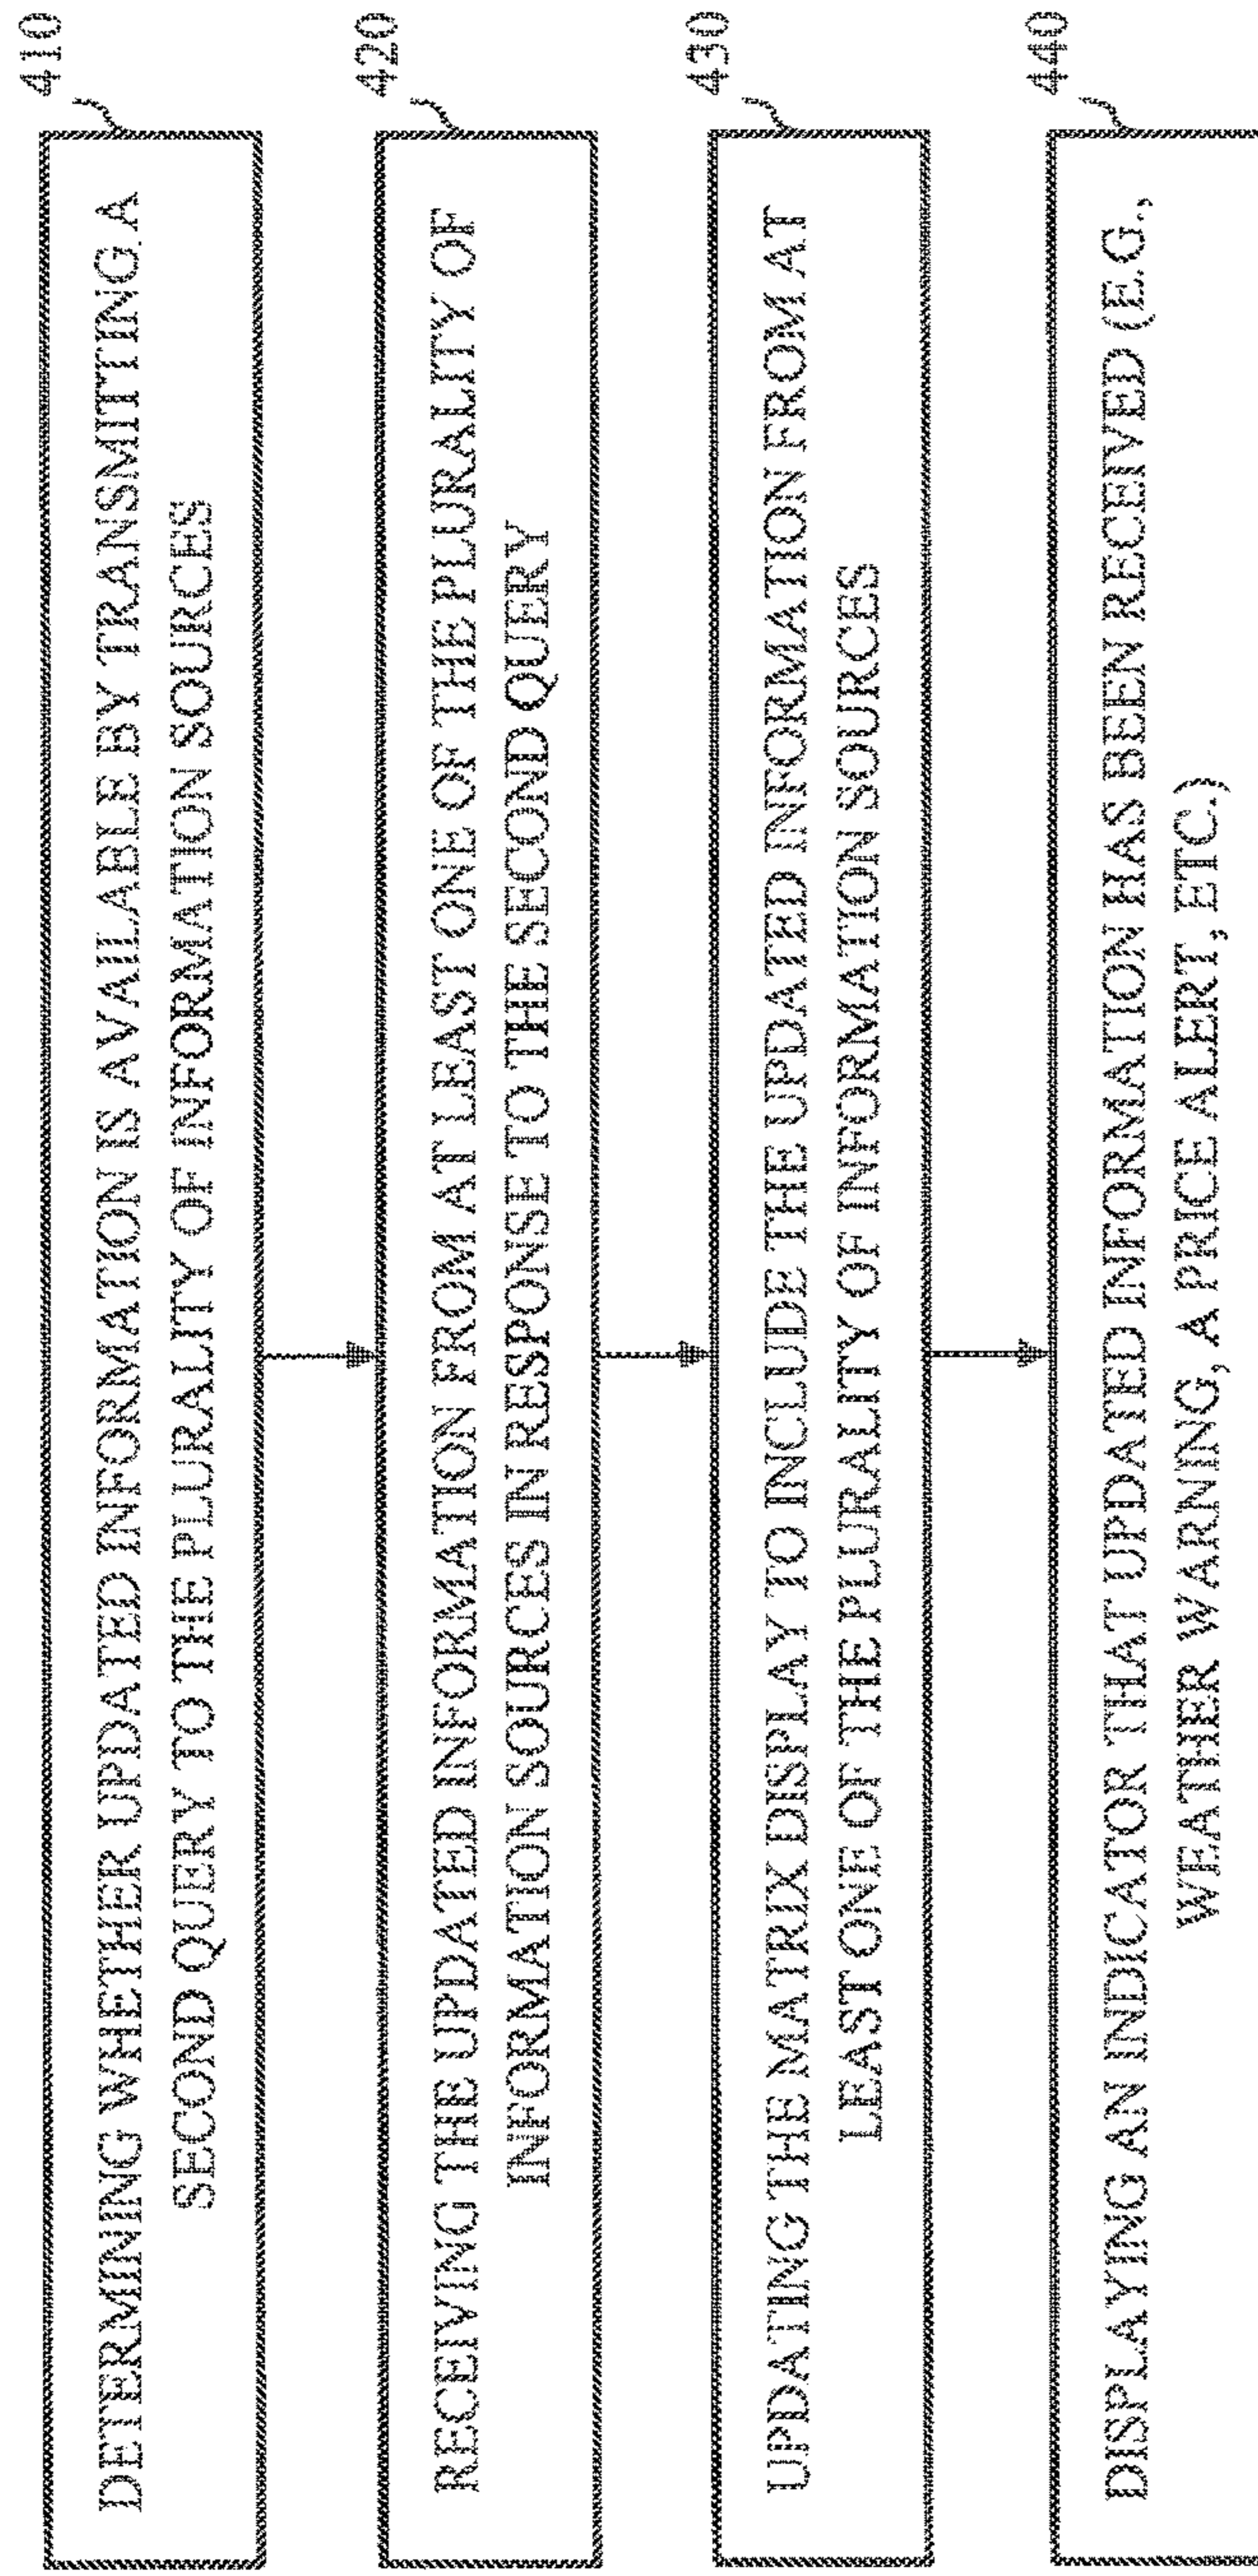 410
DETERMINING WHETHER UPDATED INFORMATION IS AVAILABLE BY TRANSMITTING A
SECOND QUERY TO THE PLURALITY OF INFORMATION SOURCES
420
RECEIVING THE UPDATED INFORMATION FROM AT LEAST ONE OF THE PLURALITY OF
INFORMATION SOURCES IN RESPONSE TO THE SECOND QUERY
430
UPDATING THE MATRIX DISPLAY TO INCLUDE THE UPDATED INFORMATION FROM AT
LEAST ONE OF THE PLURALITY OF INFORMATION SOURCES
440
DISPLAYING AN INDICATOR THAT UPDATED INFORMATION HAS BEEN RECEIVED (E.G.,
WEATHER WARNING, A PRICE ALERT, ETC.)